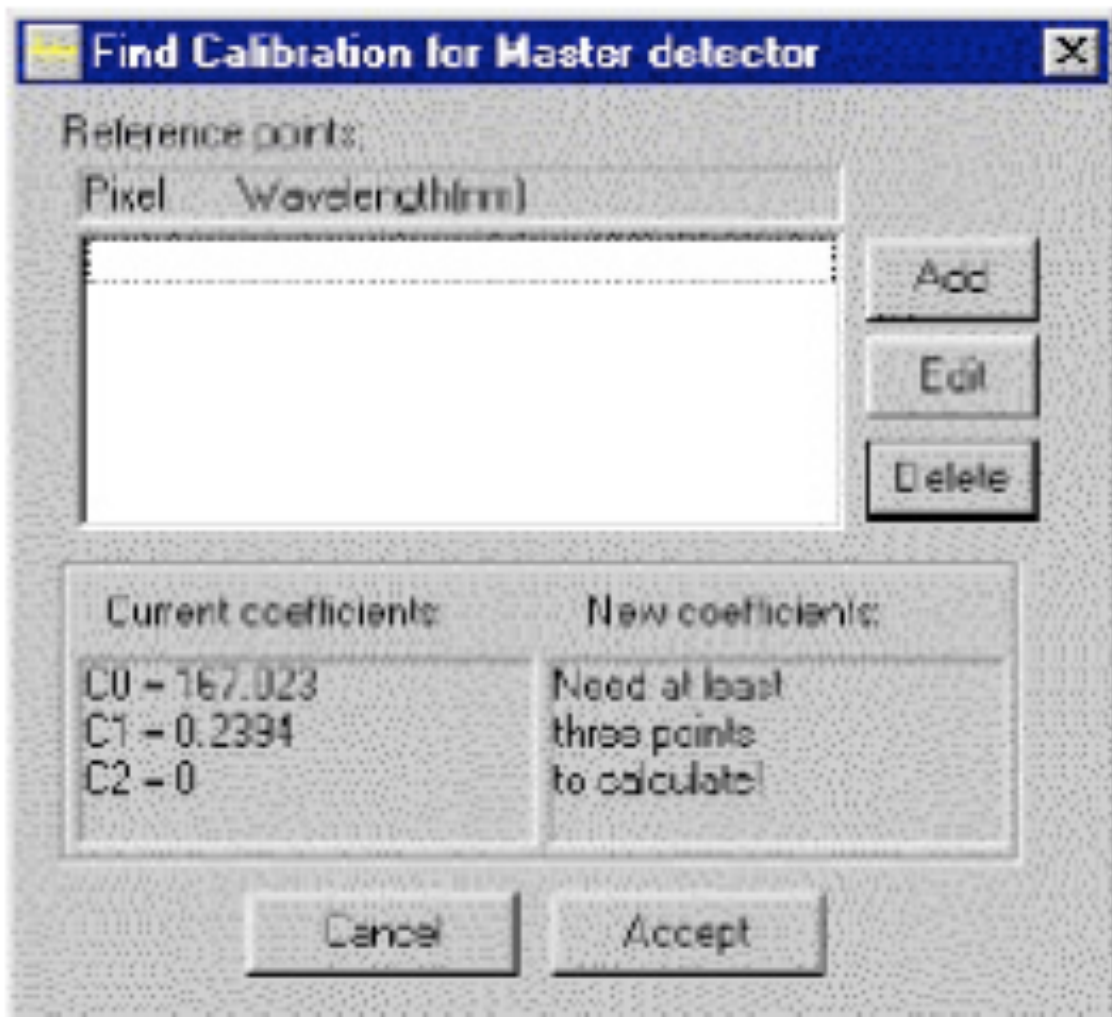 Find Calibration for Master detector
Reference points:
Pixel Wavelength(nm)
Add
Edit
Delete
Current coefficients:
C0 = 167.023
C1 = 0.2394
C2 = 0
New coefficients:
Need at least
three points
to calculate!
Cancel Accept